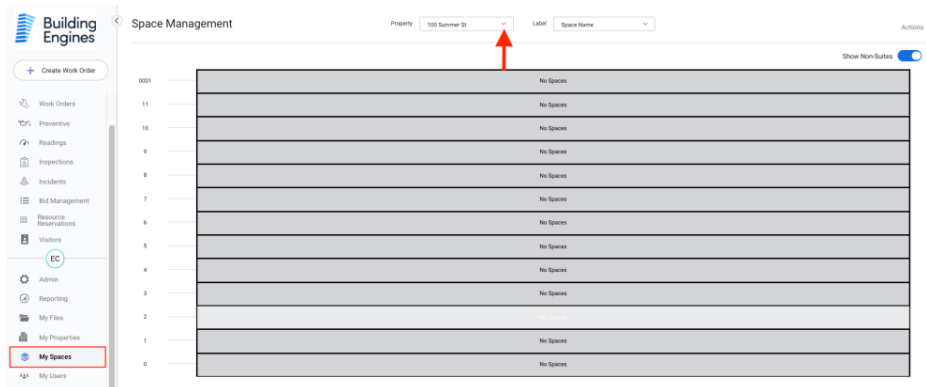 Building
Engines
Create Work Order
Work Orders
Preventive
Readings
Inspections
Incidents
Bid Management
Resource
Reservations
Visitors
EC
Admin
Reporting
My Files
My Properties
My Spaces
My Users
Space Management
Property 100 Summer St Label Space Name
Actions
Show Non-Suites
0001 No Spaces
11 No Spaces
10 No Spaces
9 No Spaces
8 No Spaces
7 No Spaces
6 No Spaces
5 No Spaces
4 No Spaces
3 No Spaces
2 No Spaces
1 No Spaces
0 No Spaces